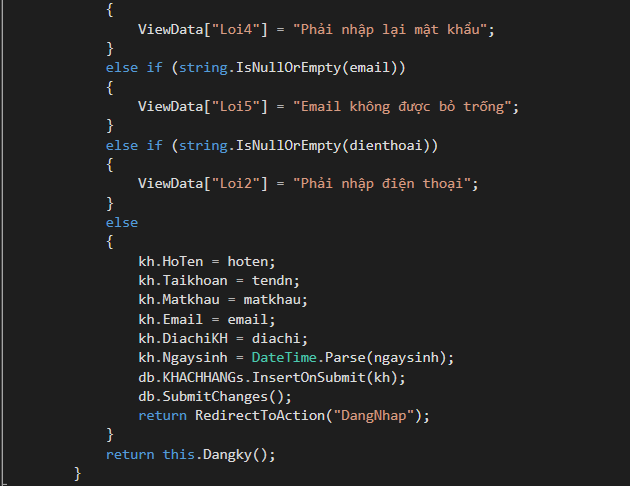 {
ViewData["Loi4"] = "Phải nhập lại mật khẩu";
}
else if (string.IsNullOrEmpty(email))
{
ViewData["Loi5"] = "Email không được bỏ trống";
}
else if (string.IsNullOrEmpty(dienthoai))
{
ViewData["Loi2"] = "Phải nhập điện thoại";
}
else
{
kh.HoTen = hoten;
kh.Taikhoan = tendn;
kh.Matkhau = matkhau;
kh.Email = email;
kh.DiachiKH = diachi;
kh.Ngaysinh = DateTime.Parse(ngaysinh);
db.KHACHHANGs.InsertOnSubmit(kh);
db.SubmitChanges();
return RedirectToAction("DangNhap");
}
return this.Dangky();
}